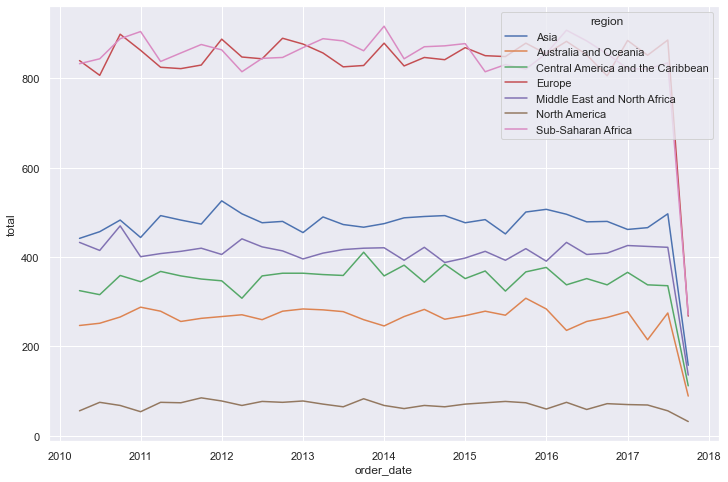 region
Asia
Australia and Oceania
Central America and the Caribbean
Europe
Middle East and North Africa
North America
Sub-Saharan Africa
800
600
400
200
0
total
2010 2011 2012 2013 2014 2015 2016 2017 2018
order_date